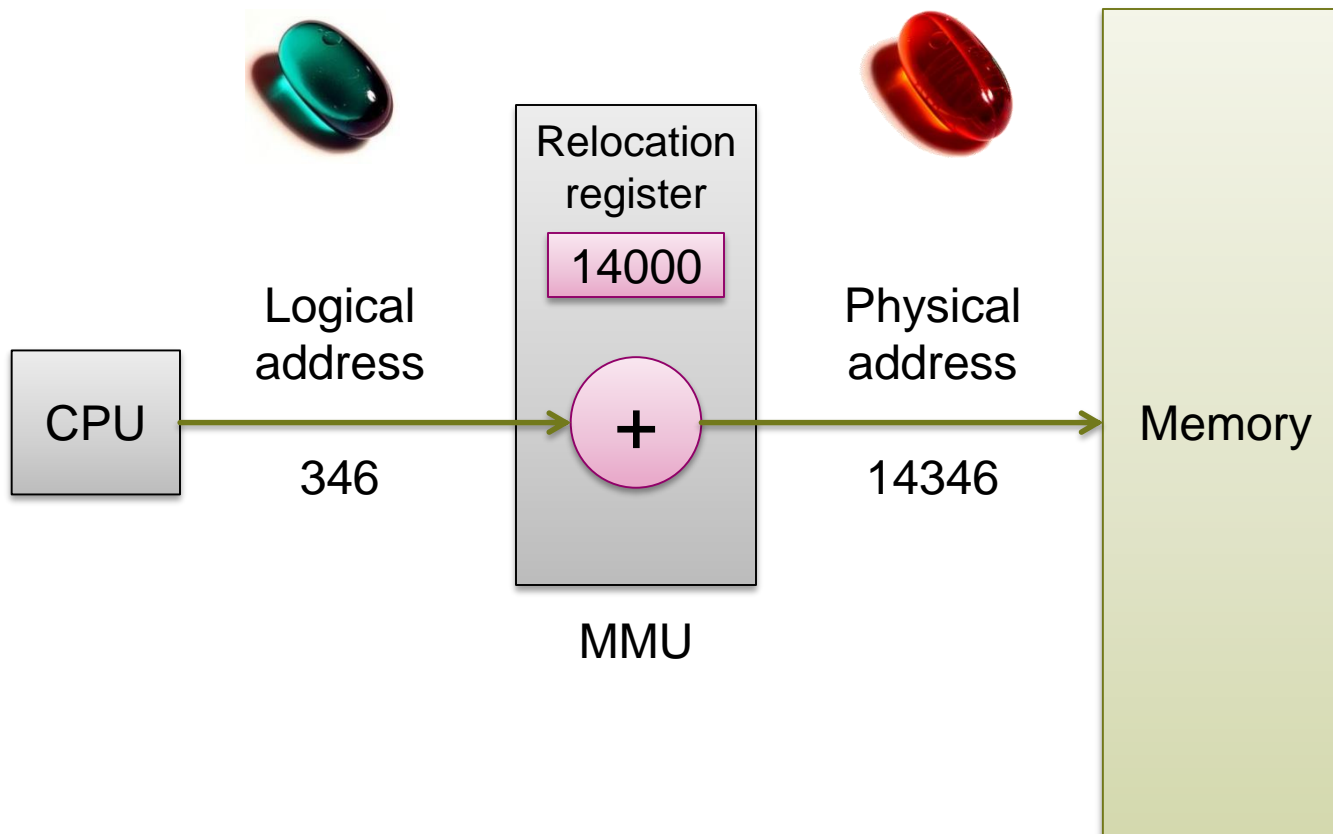 Relocation
register
14000
Logical
address
Physical
address
CPU
+
Memory
346
14346
MMU